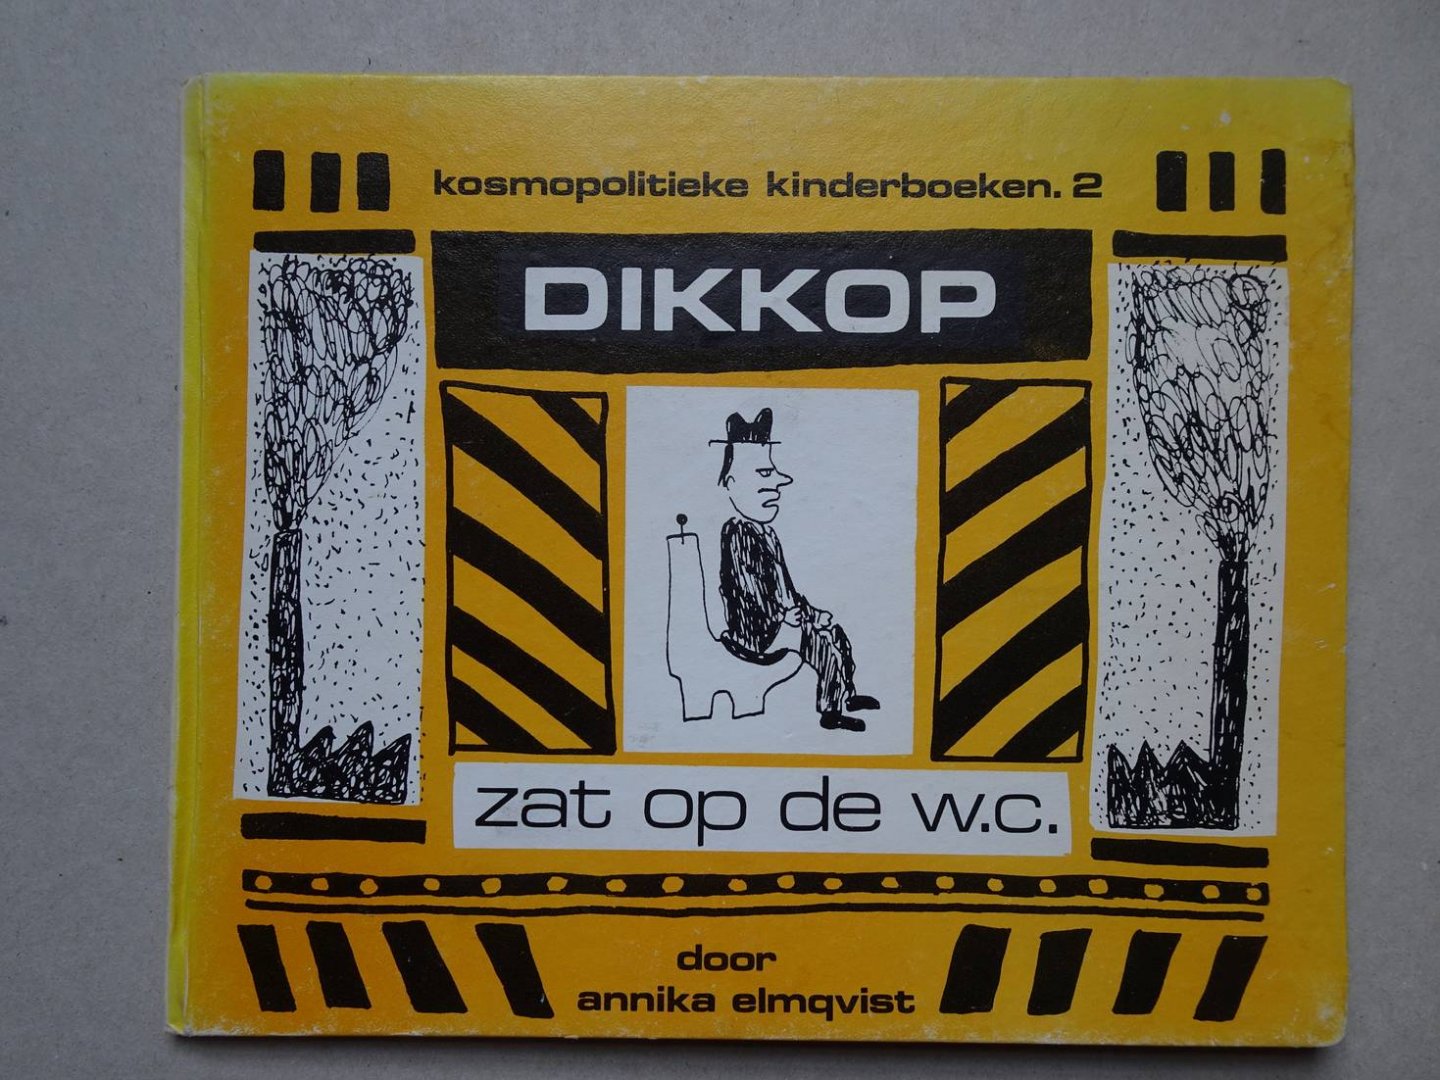 kosmopolitieke kinderboeken. 2
DIKKOP
zat op de w.c.
door
annika elmqvist